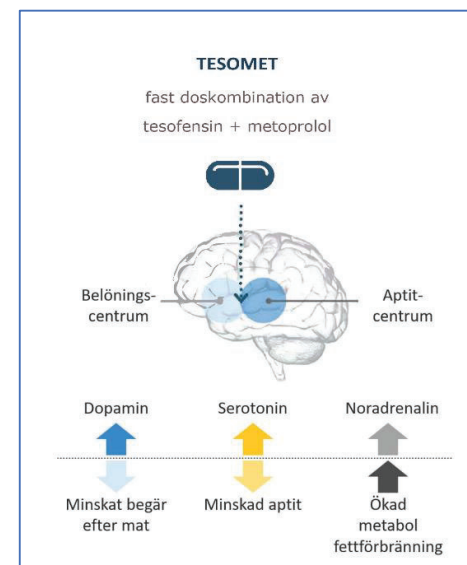 TESOMET
fast doskombination av
tesofensin + metoprolol
Belönings-
centrum
Aptit-
centrum
Dopamin
Serotonin
Noradrenalin
Minskat begär
efter mat
Minskad aptit
Ökad
metabol
fettförbränning